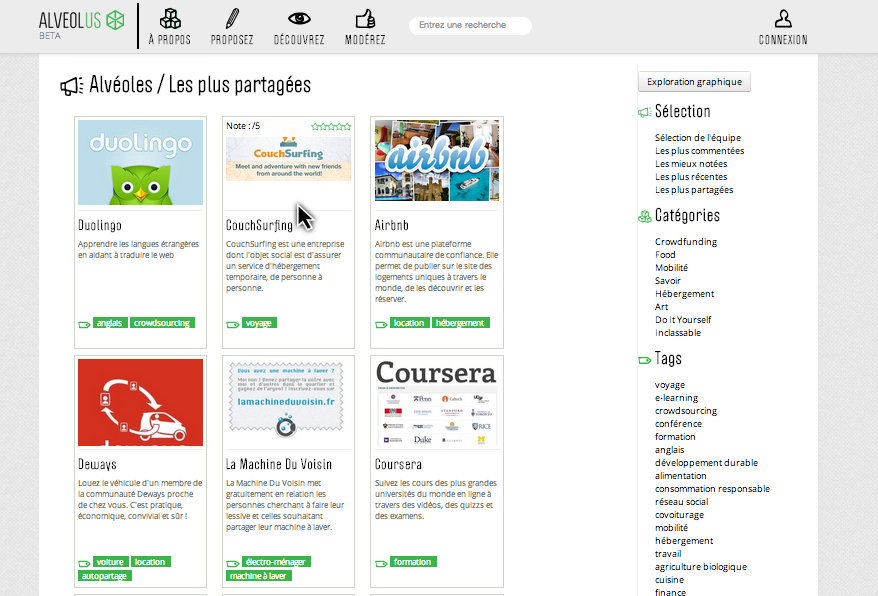 ALVEOLUS
BETA
À PROPOS
PROPOSEZ
DÉCOUVREZ
MODÉREZ
Entrez une recherche
CONNEXION
Alvéoles / Les plus partagées
duolingo
Duolingo
Apprendre les langues étrangères
en aidant à traduire le web
anglais crowdsourcing
Note : /5
CouchSurfing
Meet and adventure with new friends
from around the world!
CouchSurfing
CouchSurfing est une entreprise
dont l'objet social est d'assurer
un service d'hébergement
temporaire, de personne à
personne.
voyage
airbnb
Airbnb
Airbnb est une plateforme
communautaire de confiance. Elle
permet de publier sur le site des
logements uniques à travers le
monde, de les découvrir et les
réserver.
location hébergement
Deways
Louez le véhicule d'un membre de
la communauté Deways proche
de chez vous. C'est pratique,
économique, convivial et sûr !
voiture location
autopartage
Vous avez une machine à laver ?
lamachineduvoisin.fr
La Machine Du Voisin
La Machine Du Voisin met
gratuitement en relation les
personnes cherchant à faire leur
lessive et celles souhaitant
partager leur machine à laver.
électro-ménager
machine à laver
Coursera
Penn
Caltech
Duke
RICE
Coursera
Suivez les cours des plus grandes
universités du monde en ligne à
travers des vidéos, des quizzs et
des examens.
formation
Exploration graphique
Sélection
Sélection de l'équipe
Les plus commentées
Les mieux notées
Les plus récentes
Les plus partagées
Catégories
Crowdfunding
Food
Mobilité
Savoir
Hébergement
Art
Do It Yourself
Inclassable
Tags
voyage
e-learning
crowdsourcing
conférence
formation
anglais
développement durable
alimentation
consommation responsable
réseau social
covoiturage
mobilité
hébergement
travail
agriculture biologique
cuisine
finance